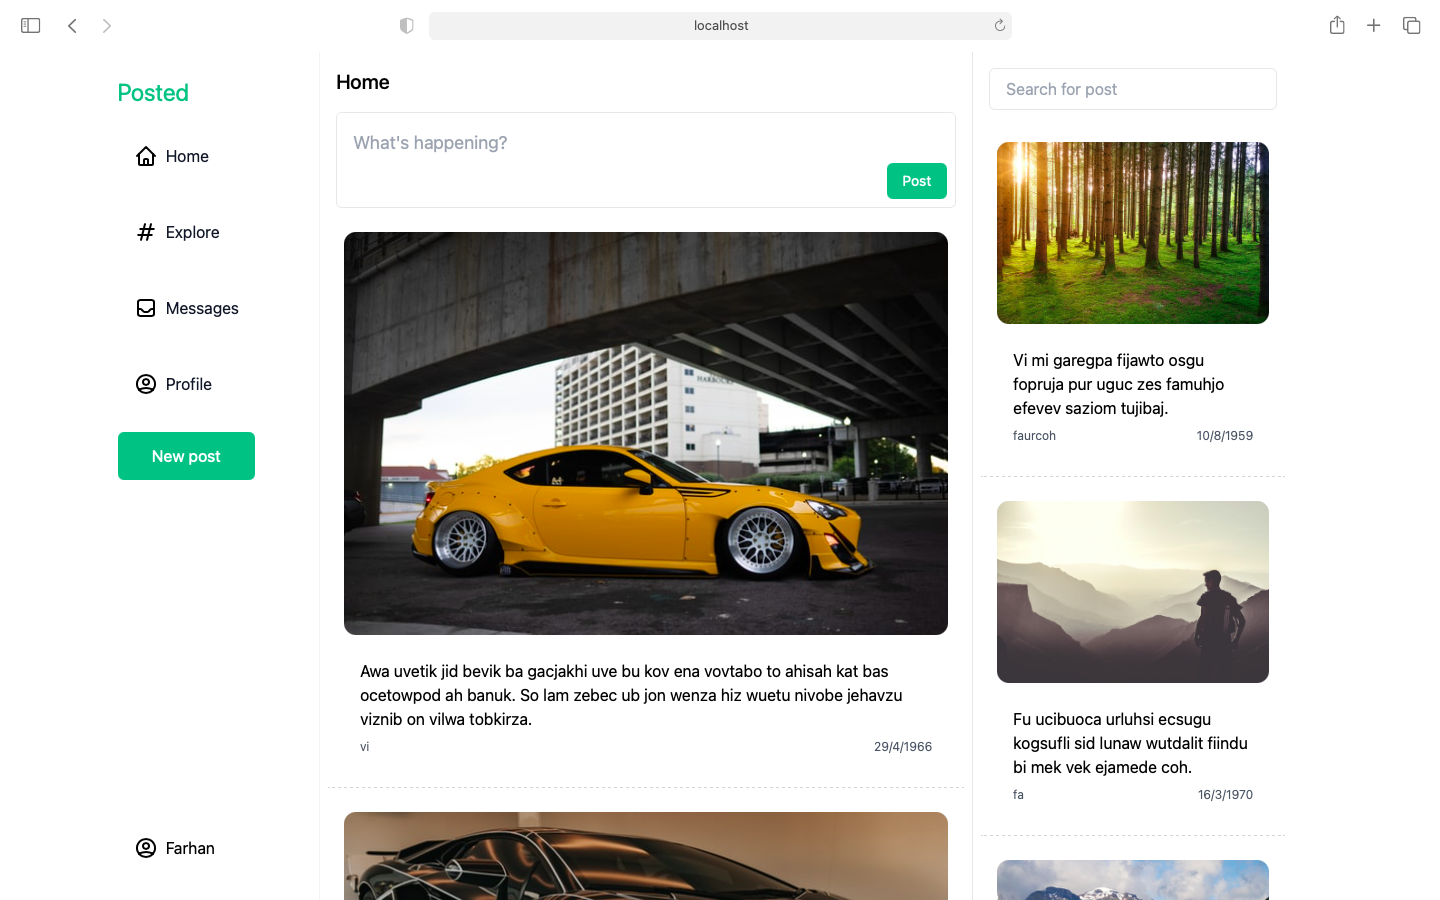 localhost
Posted
Home
Explore
Messages
Profile
New post
Farhan
Home
What's happening?
Post
HARBOUR
Awa uvetik jid bevik ba gacjakhi uve bu kov ena vovtabo to ahisah kat bas
ocetowpod ah banuk. So lam zebec ub jon wenza hiz wuetu nivobe jehavzu
viznib on vilwa tobkirza.
vi
29/4/1966
Search for post
Vi mi garegpa fijawto osgu
fopruja pur uguc zes famuhjo
efevev saziom tujibaj.
faurcoh
10/8/1959
Fu ucibuoca urluhsi ecsugu
kogsufli sid lunaw wutdalit fiindu
bi mek vek ejamede coh.
fa
16/3/1970